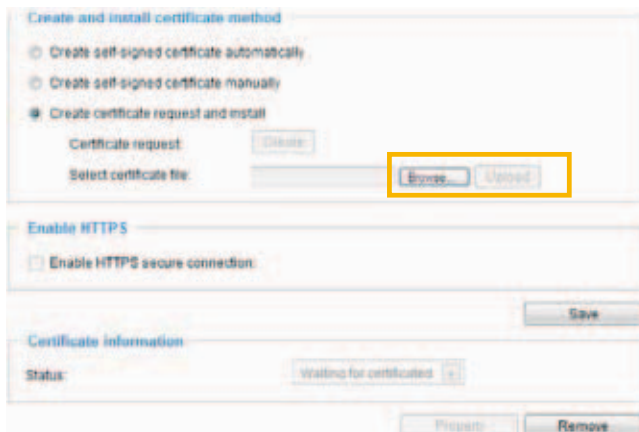 Create and install certificate method
Create self-signed certificate automatically
Create self-signed certificate manually
Create certificate request and install
Certificate request: Create
Select certificate file: Browse... Upload
Enable HTTPS
Enable HTTPS secure connection:
Save
Certificate information
Status: Waiting for certificated
Property Remove